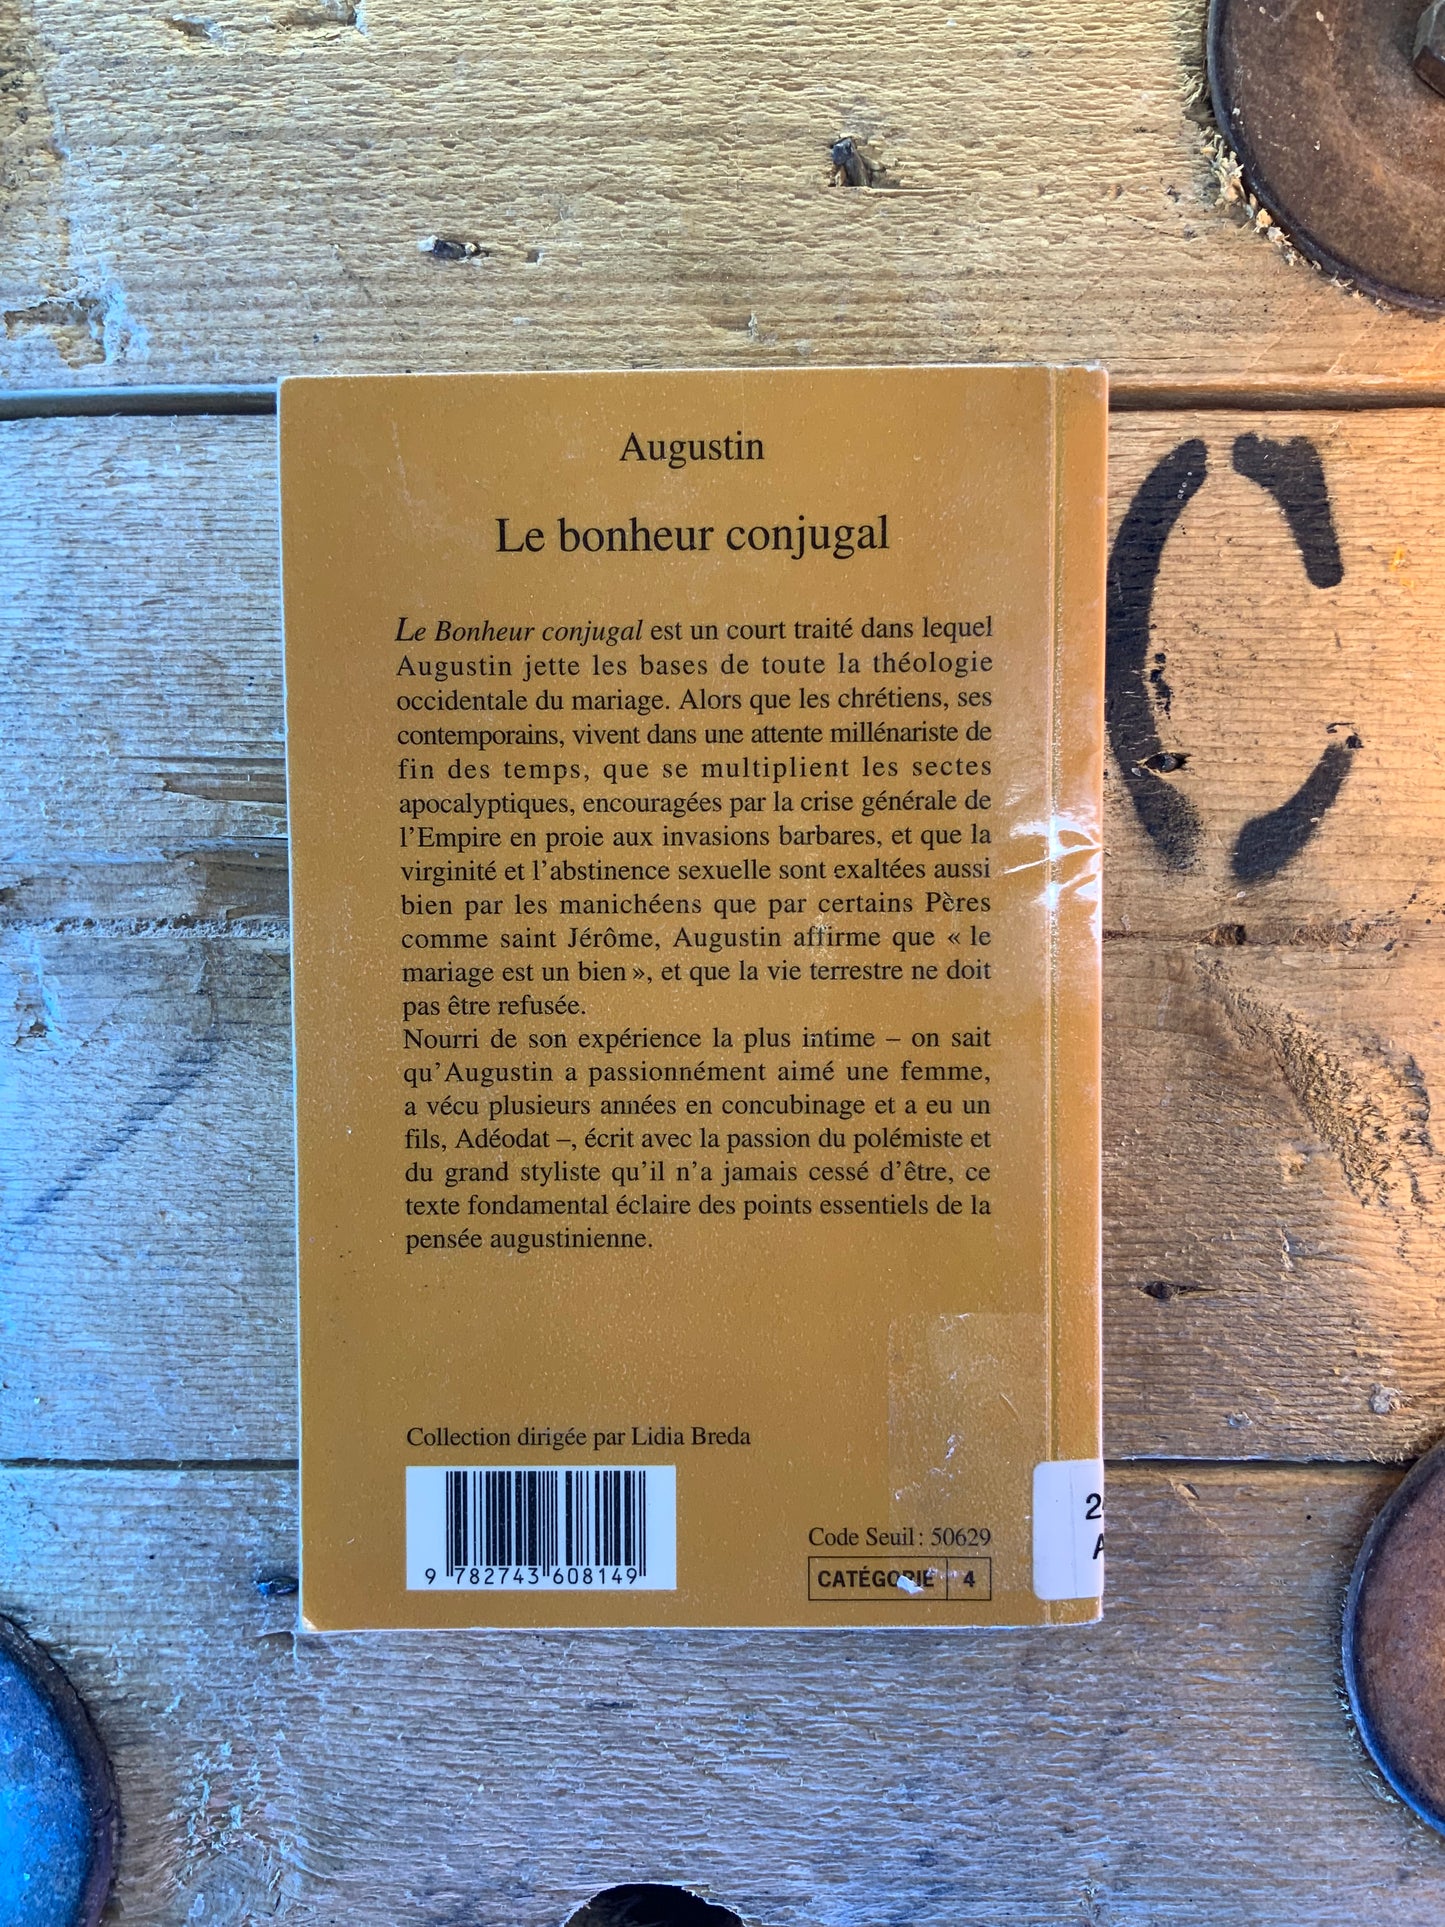 Augustin
Le bonheur conjugal
Le Bonheur conjugal est un court traité dans lequel
Augustin jette les bases de toute la théologie
occidentale du mariage. Alors que les chrétiens, ses
contemporains, vivent dans une attente millénariste de
fin des temps, que se multiplient les sectes
apocalyptiques, encouragées par la crise générale de
l'Empire en proie aux invasions barbares, et que la
virginité et l'abstinence sexuelle sont exaltées aussi
bien par les manichéens que par certains Pères
comme saint Jérôme, Augustin affirme que « le
mariage est un bien », et que la vie terrestre ne doit
pas être refusée.
Nourri de son expérience la plus intime – on sait
qu'Augustin a passionnément aimé une femme,
a vécu plusieurs années en concubinage et a eu un
fils, Adéodat –, écrit avec la passion du polémiste et
du grand styliste qu'il n'a jamais cessé d'être, ce
texte fondamental éclaire des points essentiels de la
pensée augustinienne.
Collection dirigée par Lidia Breda
9 782743 608149
Code Seuil : 50629
CATÉGORIE 4
C